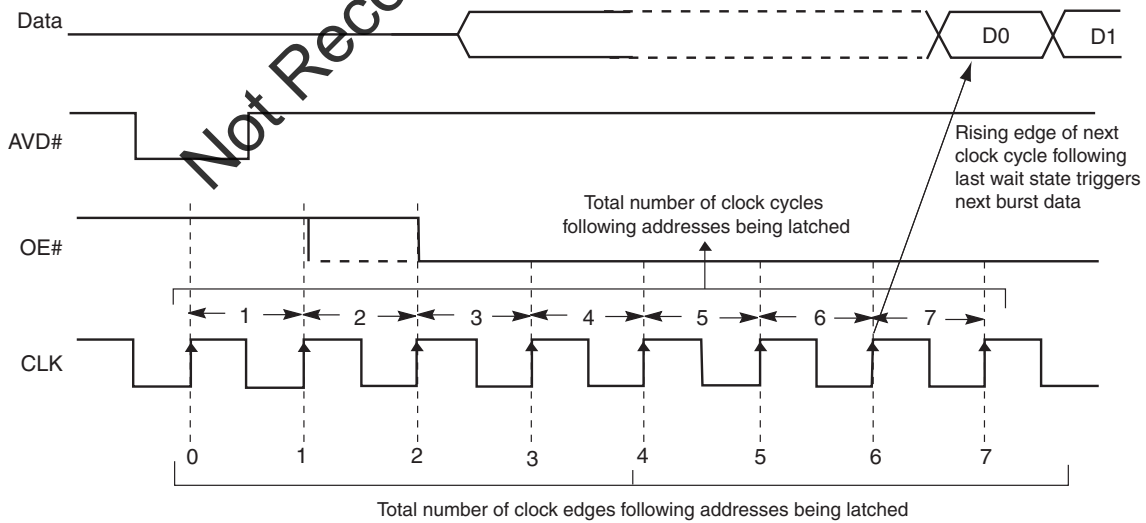 Data
D0
D1
Not Reco
AVD#
Rising edge of next
clock cycle following
last wait state triggers
next burst data
Total number of clock cycles
following addresses being latched
OE#
1 2 3 4 5 6 7
CLK
0 1 2 3 4 5 6 7
Total number of clock edges following addresses being latched